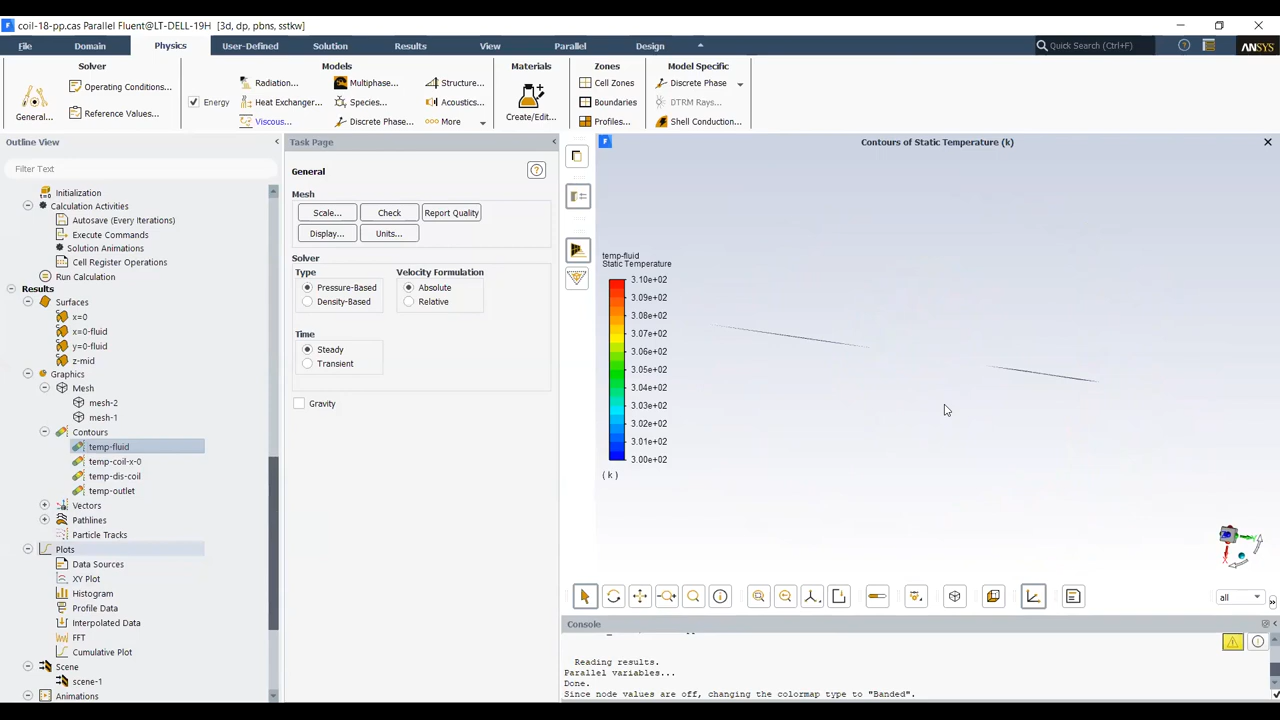 coil-18-pp.cas Parallel Fluent@LT-DELL-19H [3d, dp, pbns, sstkw]
File Domain Physics User-Defined Solution Results View Parallel Design Quick Search (Ctrl+F) ANSYS
Solver Models Materials Zones Model Specific
General... Operating Conditions... Reference Values...
Energy Radiation... Heat Exchanger... Viscous... Multiphase... Species... Discrete Phase... Structure... Acoustics... More
Create/Edit...
Cell Zones Boundaries Profiles...
Discrete Phase DTRM Rays... Shell Conduction...
Outline View
Filter Text
Initialization
Calculation Activities
Autosave (Every Iterations)
Execute Commands
Solution Animations
Cell Register Operations
Run Calculation
Results
Surfaces
x=0
x=0-fluid
y=0-fluid
z-mid
Graphics
Mesh
mesh-2
mesh-1
Contours
temp-fluid
temp-coil-x-0
temp-dis-coil
temp-outlet
Vectors
Pathlines
Particle Tracks
Plots
Data Sources
XY Plot
Histogram
Profile Data
Interpolated Data
FFT
Cumulative Plot
Scene
scene-1
Animations
Task Page
General
Mesh
Scale... Check Report Quality
Display... Units...
Solver
Type Velocity Formulation
Pressure-Based Absolute
Density-Based Relative
Time
Steady
Transient
Gravity
Contours of Static Temperature (k)
temp-fluid
Static Temperature
3.10e+02
3.09e+02
3.08e+02
3.07e+02
3.06e+02
3.05e+02
3.04e+02
3.03e+02
3.02e+02
3.01e+02
3.00e+02
( k )
all
Console
Reading results.
Parallel variables...
Done.
Since node values are off, changing the colormap type to "Banded".